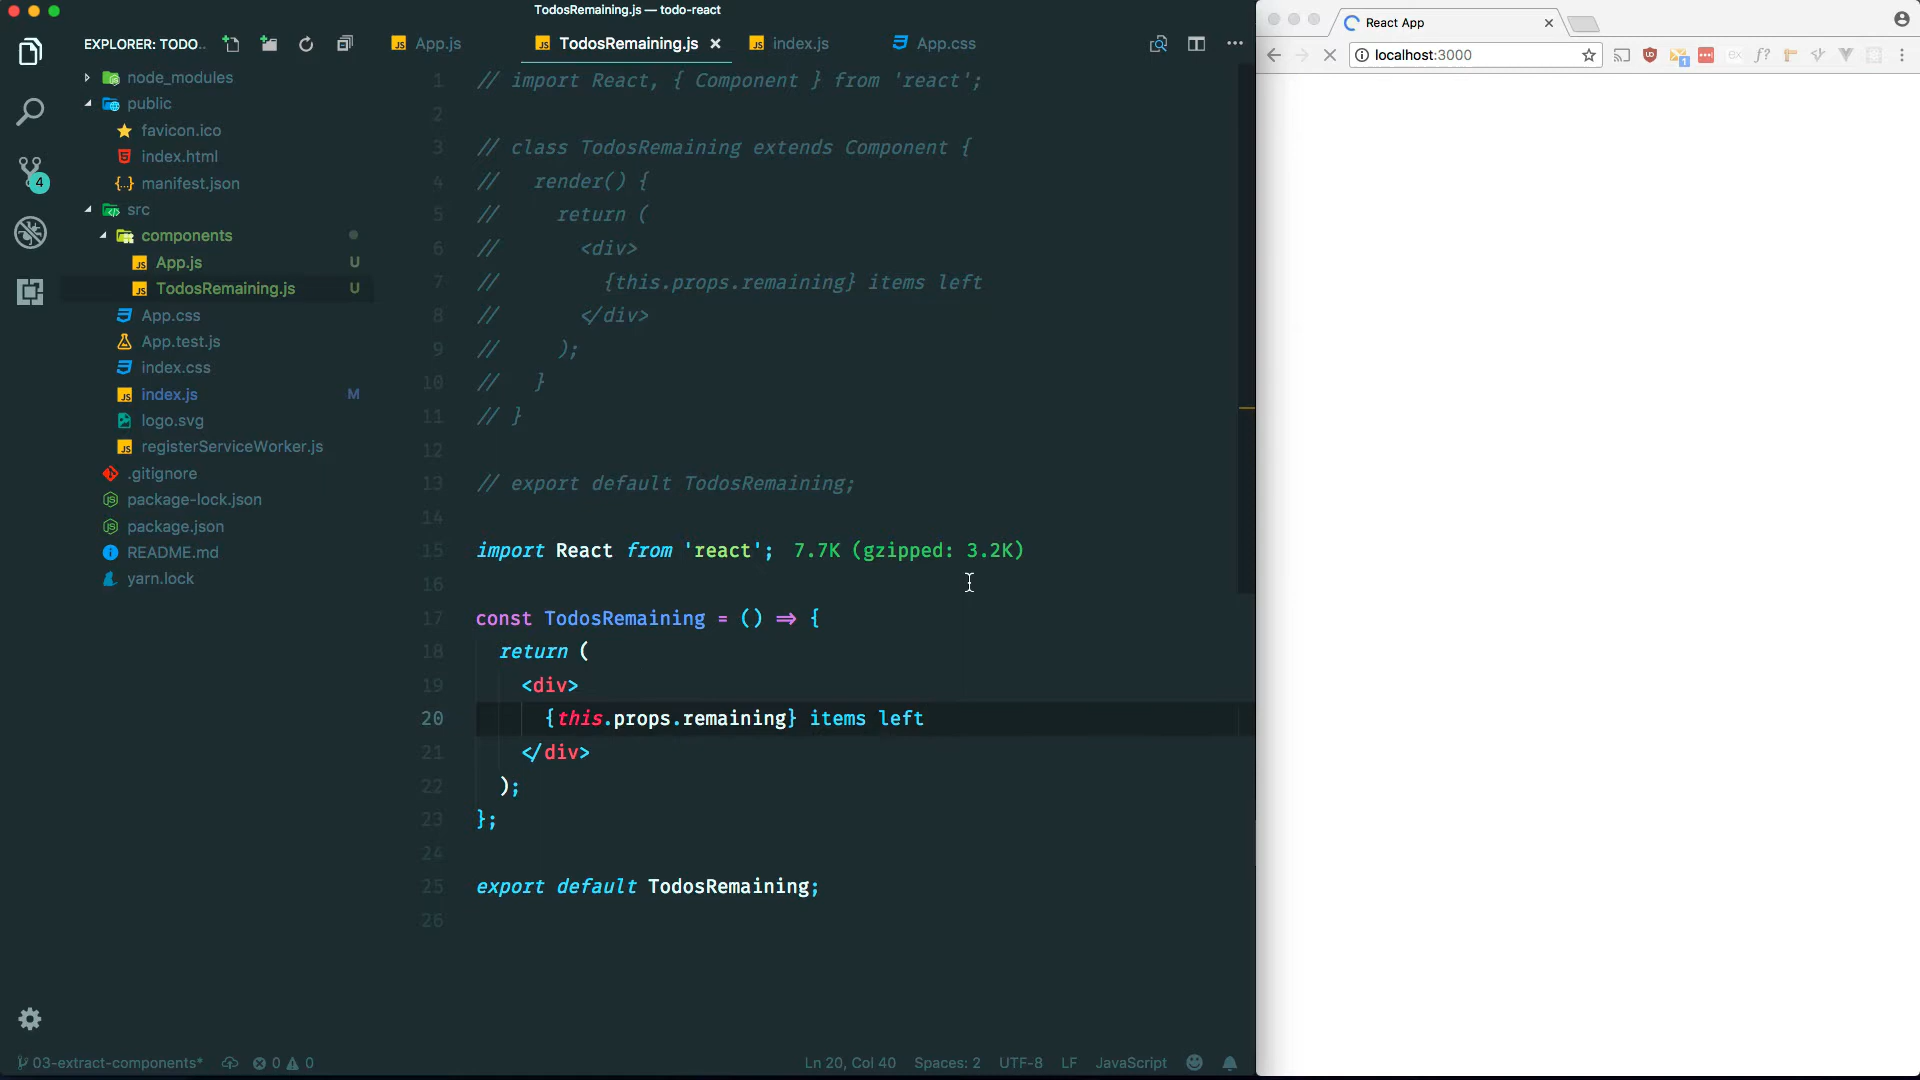 TodosRemaining.js — todo-react
EXPLORER: TODO..
node_modules
public
favicon.ico
index.html
manifest.json
src
components
App.js U
TodosRemaining.js U
App.css
App.test.js
index.css
index.js M
logo.svg
registerServiceWorker.js
.gitignore
package-lock.json
package.json
README.md
yarn.lock
4
App.js
TodosRemaining.js
index.js
App.css
1 // import React, { Component } from 'react';
2
3 // class TodosRemaining extends Component {
4 //   render() {
5 //     return (
6 //       <div>
7 //         {this.props.remaining} items left
8 //       </div>
9 //     );
10 //   }
11 // }
12
13 // export default TodosRemaining;
14
15 import React from 'react'; 7.7K (gzipped: 3.2K)
16
17 const TodosRemaining = () => {
18   return (
19     <div>
20       {this.props.remaining} items left
21     </div>
22   );
23 };
24
25 export default TodosRemaining;
26
03-extract-components*
0
0
Ln 20, Col 40
Spaces: 2
UTF-8
LF
JavaScript
React App
localhost:3000
1
f?